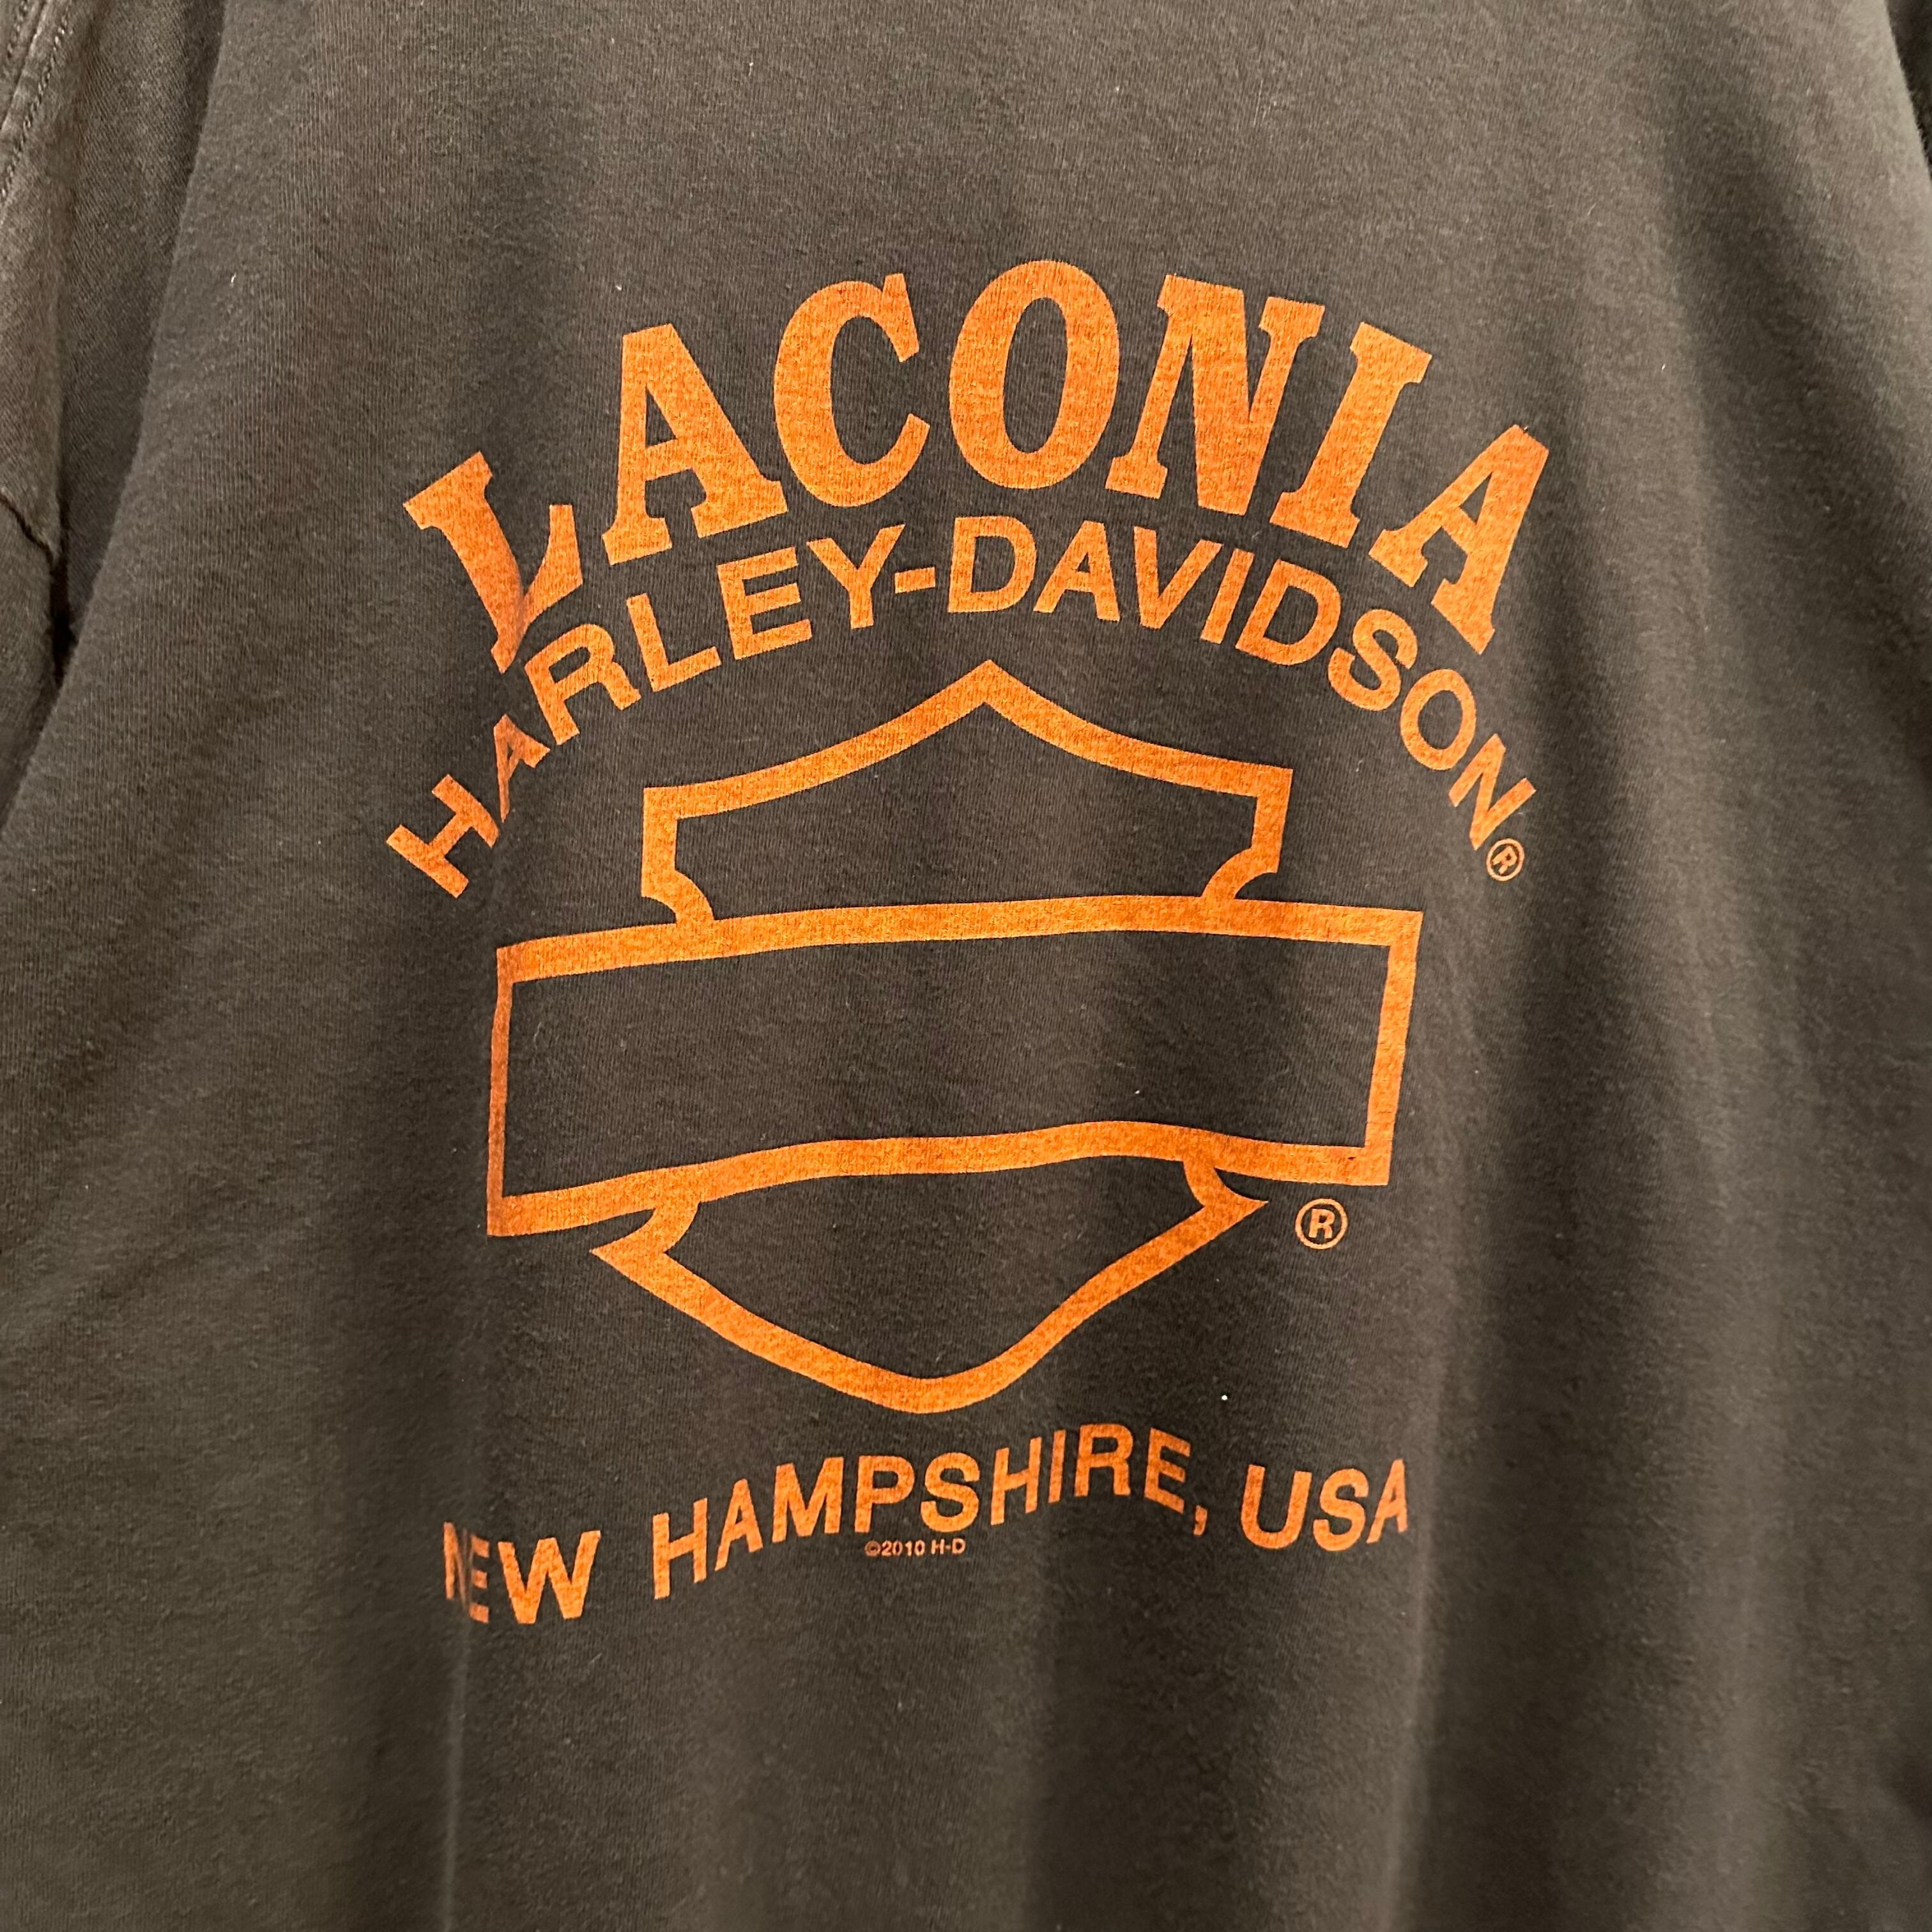 LACONIA
HARLEY-DAVIDSON®
®
NEW HAMPSHIRE, USA
©2010 H-D